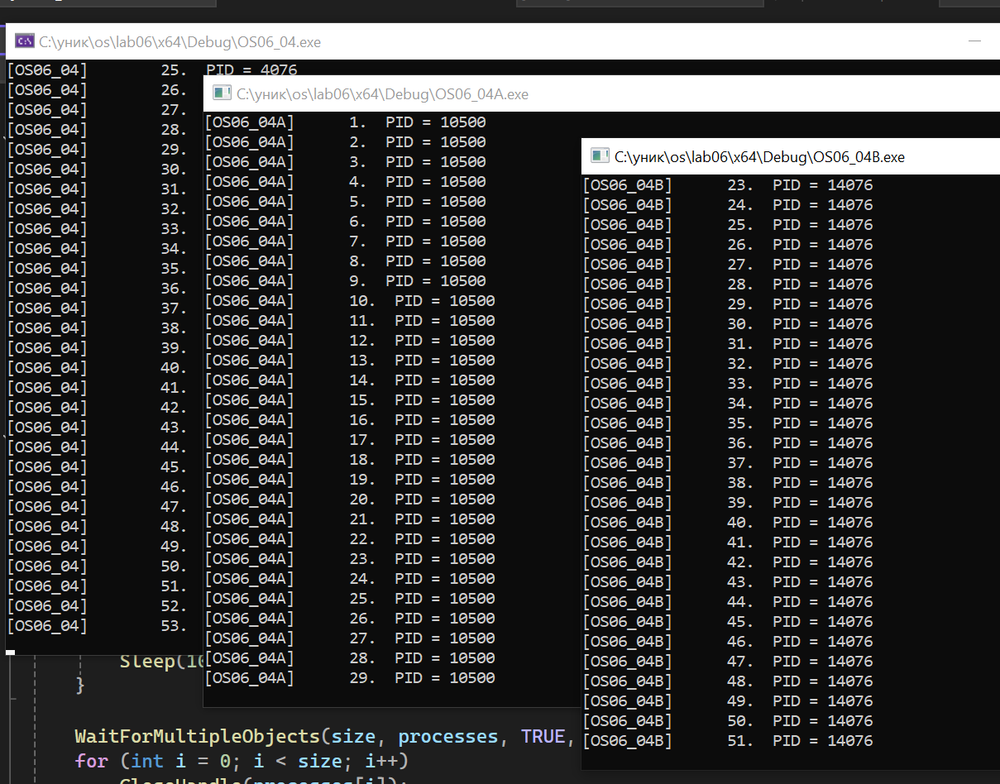 C:\уник\os\lab06\x64\Debug\OS06_04.exe
[OS06_04] 25. PID = 4076
[OS06_04] 26.
[OS06_04] 27.
[OS06_04] 28.
[OS06_04] 29.
[OS06_04] 30.
[OS06_04] 31.
[OS06_04] 32.
[OS06_04] 33.
[OS06_04] 34.
[OS06_04] 35.
[OS06_04] 36.
[OS06_04] 37.
[OS06_04] 38.
[OS06_04] 39.
[OS06_04] 40.
[OS06_04] 41.
[OS06_04] 42.
[OS06_04] 43.
[OS06_04] 44.
[OS06_04] 45.
[OS06_04] 46.
[OS06_04] 47.
[OS06_04] 48.
[OS06_04] 49.
[OS06_04] 50.
[OS06_04] 51.
[OS06_04] 52.
[OS06_04] 53.
C:\уник\os\lab06\x64\Debug\OS06_04A.exe
[OS06_04A] 1. PID = 10500
[OS06_04A] 2. PID = 10500
[OS06_04A] 3. PID = 10500
[OS06_04A] 4. PID = 10500
[OS06_04A] 5. PID = 10500
[OS06_04A] 6. PID = 10500
[OS06_04A] 7. PID = 10500
[OS06_04A] 8. PID = 10500
[OS06_04A] 9. PID = 10500
[OS06_04A] 10. PID = 10500
[OS06_04A] 11. PID = 10500
[OS06_04A] 12. PID = 10500
[OS06_04A] 13. PID = 10500
[OS06_04A] 14. PID = 10500
[OS06_04A] 15. PID = 10500
[OS06_04A] 16. PID = 10500
[OS06_04A] 17. PID = 10500
[OS06_04A] 18. PID = 10500
[OS06_04A] 19. PID = 10500
[OS06_04A] 20. PID = 10500
[OS06_04A] 21. PID = 10500
[OS06_04A] 22. PID = 10500
[OS06_04A] 23. PID = 10500
[OS06_04A] 24. PID = 10500
[OS06_04A] 25. PID = 10500
[OS06_04A] 26. PID = 10500
[OS06_04A] 27. PID = 10500
[OS06_04A] 28. PID = 10500
[OS06_04A] 29. PID = 10500
C:\уник\os\lab06\x64\Debug\OS06_04B.exe
[OS06_04B] 23. PID = 14076
[OS06_04B] 24. PID = 14076
[OS06_04B] 25. PID = 14076
[OS06_04B] 26. PID = 14076
[OS06_04B] 27. PID = 14076
[OS06_04B] 28. PID = 14076
[OS06_04B] 29. PID = 14076
[OS06_04B] 30. PID = 14076
[OS06_04B] 31. PID = 14076
[OS06_04B] 32. PID = 14076
[OS06_04B] 33. PID = 14076
[OS06_04B] 34. PID = 14076
[OS06_04B] 35. PID = 14076
[OS06_04B] 36. PID = 14076
[OS06_04B] 37. PID = 14076
[OS06_04B] 38. PID = 14076
[OS06_04B] 39. PID = 14076
[OS06_04B] 40. PID = 14076
[OS06_04B] 41. PID = 14076
[OS06_04B] 42. PID = 14076
[OS06_04B] 43. PID = 14076
[OS06_04B] 44. PID = 14076
[OS06_04B] 45. PID = 14076
[OS06_04B] 46. PID = 14076
[OS06_04B] 47. PID = 14076
[OS06_04B] 48. PID = 14076
[OS06_04B] 49. PID = 14076
[OS06_04B] 50. PID = 14076
[OS06_04B] 51. PID = 14076
Sleep(10
}
WaitForMultipleObjects(size, processes, TRUE,
for (int i = 0; i < size; i++)
CloseHandle(processes[i]);